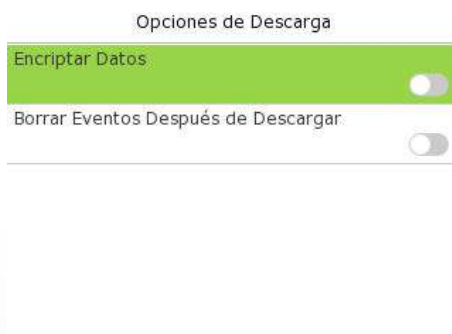 Opciones de Descarga
Encriptar Datos
Borrar Eventos Después de Descargar